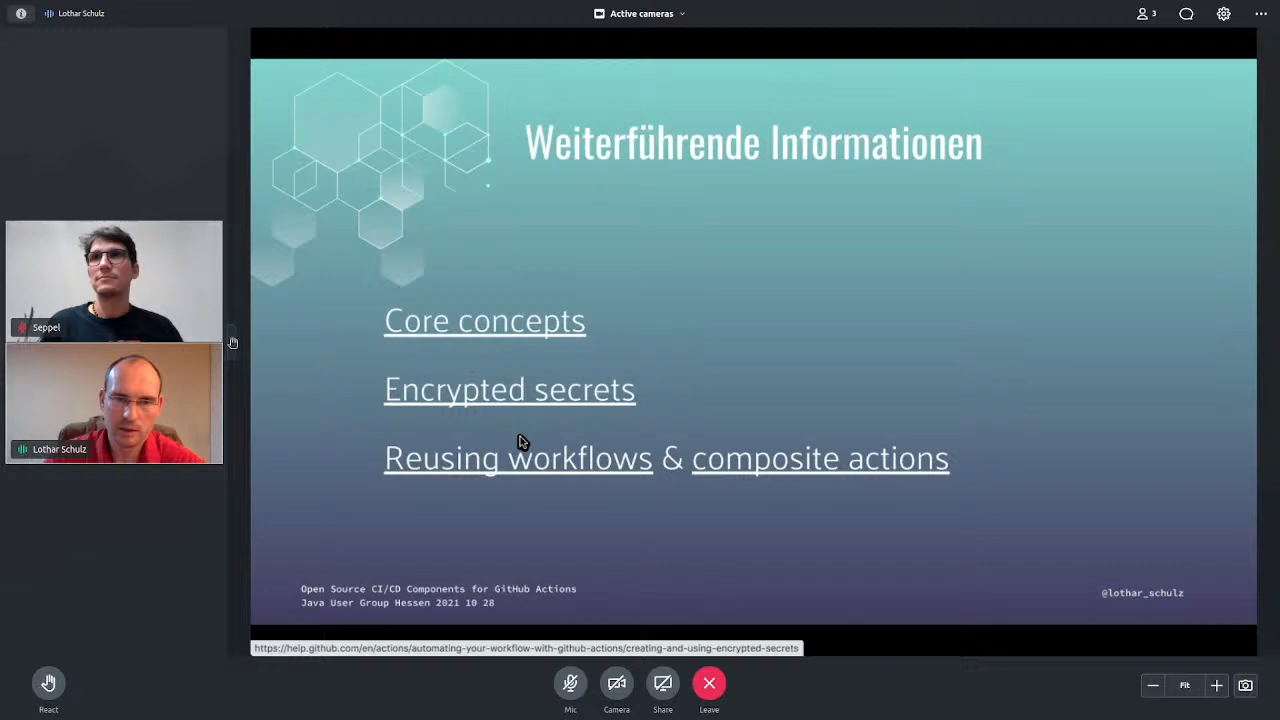 Lothar Schulz
Active cameras
3
Weiterführende Informationen
Core concepts
Encrypted secrets
Reusing workflows & composite actions
Seppel
Lothar Schulz
Open Source CI/CD Components for GitHub Actions
Java User Group Hessen 2021 10 28
@lothar_schulz
https://help.github.com/en/actions/automating-your-workflow-with-github-actions/creating-and-using-encrypted-secrets
React
Mic
Camera
Share
Leave
Fit